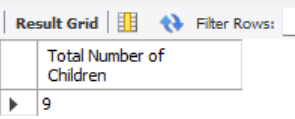 Result Grid Filter Rows:
Total Number of
Children
9